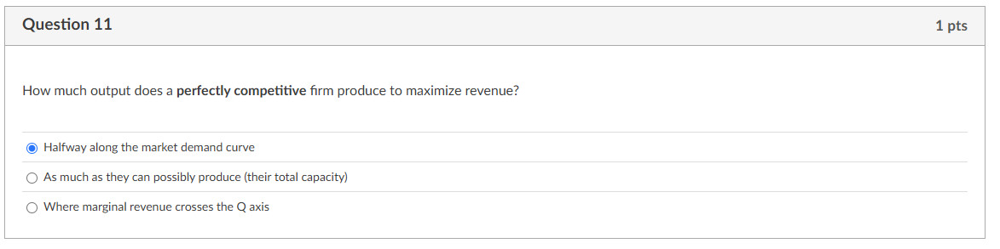 Question 11
1 pts
How much output does a perfectly competitive firm produce to maximize revenue?
Halfway along the market demand curve
As much as they can possibly produce (their total capacity)
Where marginal revenue crosses the Q axis